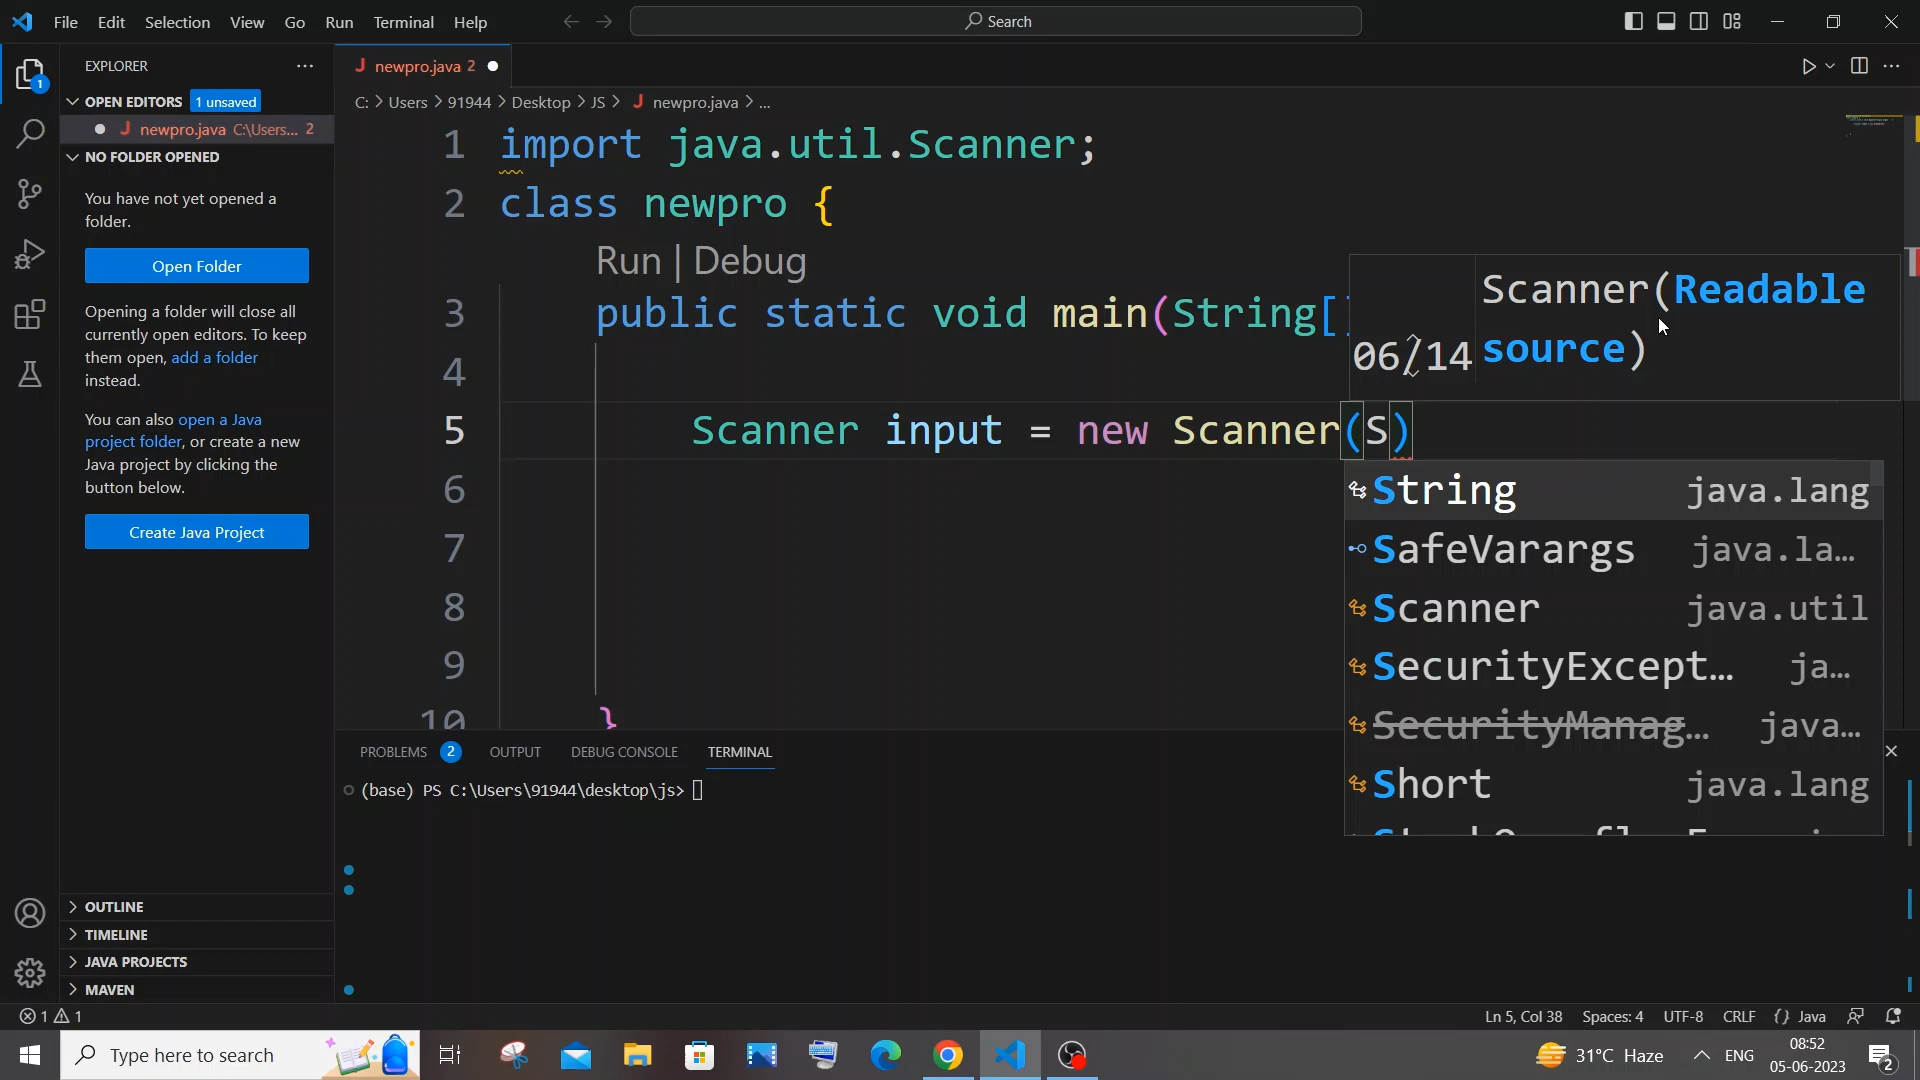 File Edit Selection View Go Run Terminal Help
Search
EXPLORER
OPEN EDITORS 1 unsaved
newpro.java C:\Users... 2
NO FOLDER OPENED
You have not yet opened a
folder.
Open Folder
Opening a folder will close all
currently open editors. To keep
them open, add a folder
instead.
You can also open a Java
project folder, or create a new
Java project by clicking the
button below.
Create Java Project
OUTLINE
TIMELINE
JAVA PROJECTS
MAVEN
newpro.java 2
C: > Users > 91944 > Desktop > JS > newpro.java > ...
1 import java.util.Scanner;
2 class newpro {
Run | Debug
3 public static void main(String[]
4
5 Scanner input = new Scanner(S)
6
7
8
9
10 }
06/14
Scanner(Readable
source)
String java.lang
SafeVarargs java.la...
Scanner java.util
SecurityExcept... ja...
SecurityManag... java...
Short java.lang
PROBLEMS 2 OUTPUT DEBUG CONSOLE TERMINAL
(base) PS C:\Users\91944\desktop\js>
1 1
Ln 5, Col 38 Spaces: 4 UTF-8 CRLF {} Java
Type here to search
31°C Haze
ENG
08:52
05-06-2023
2